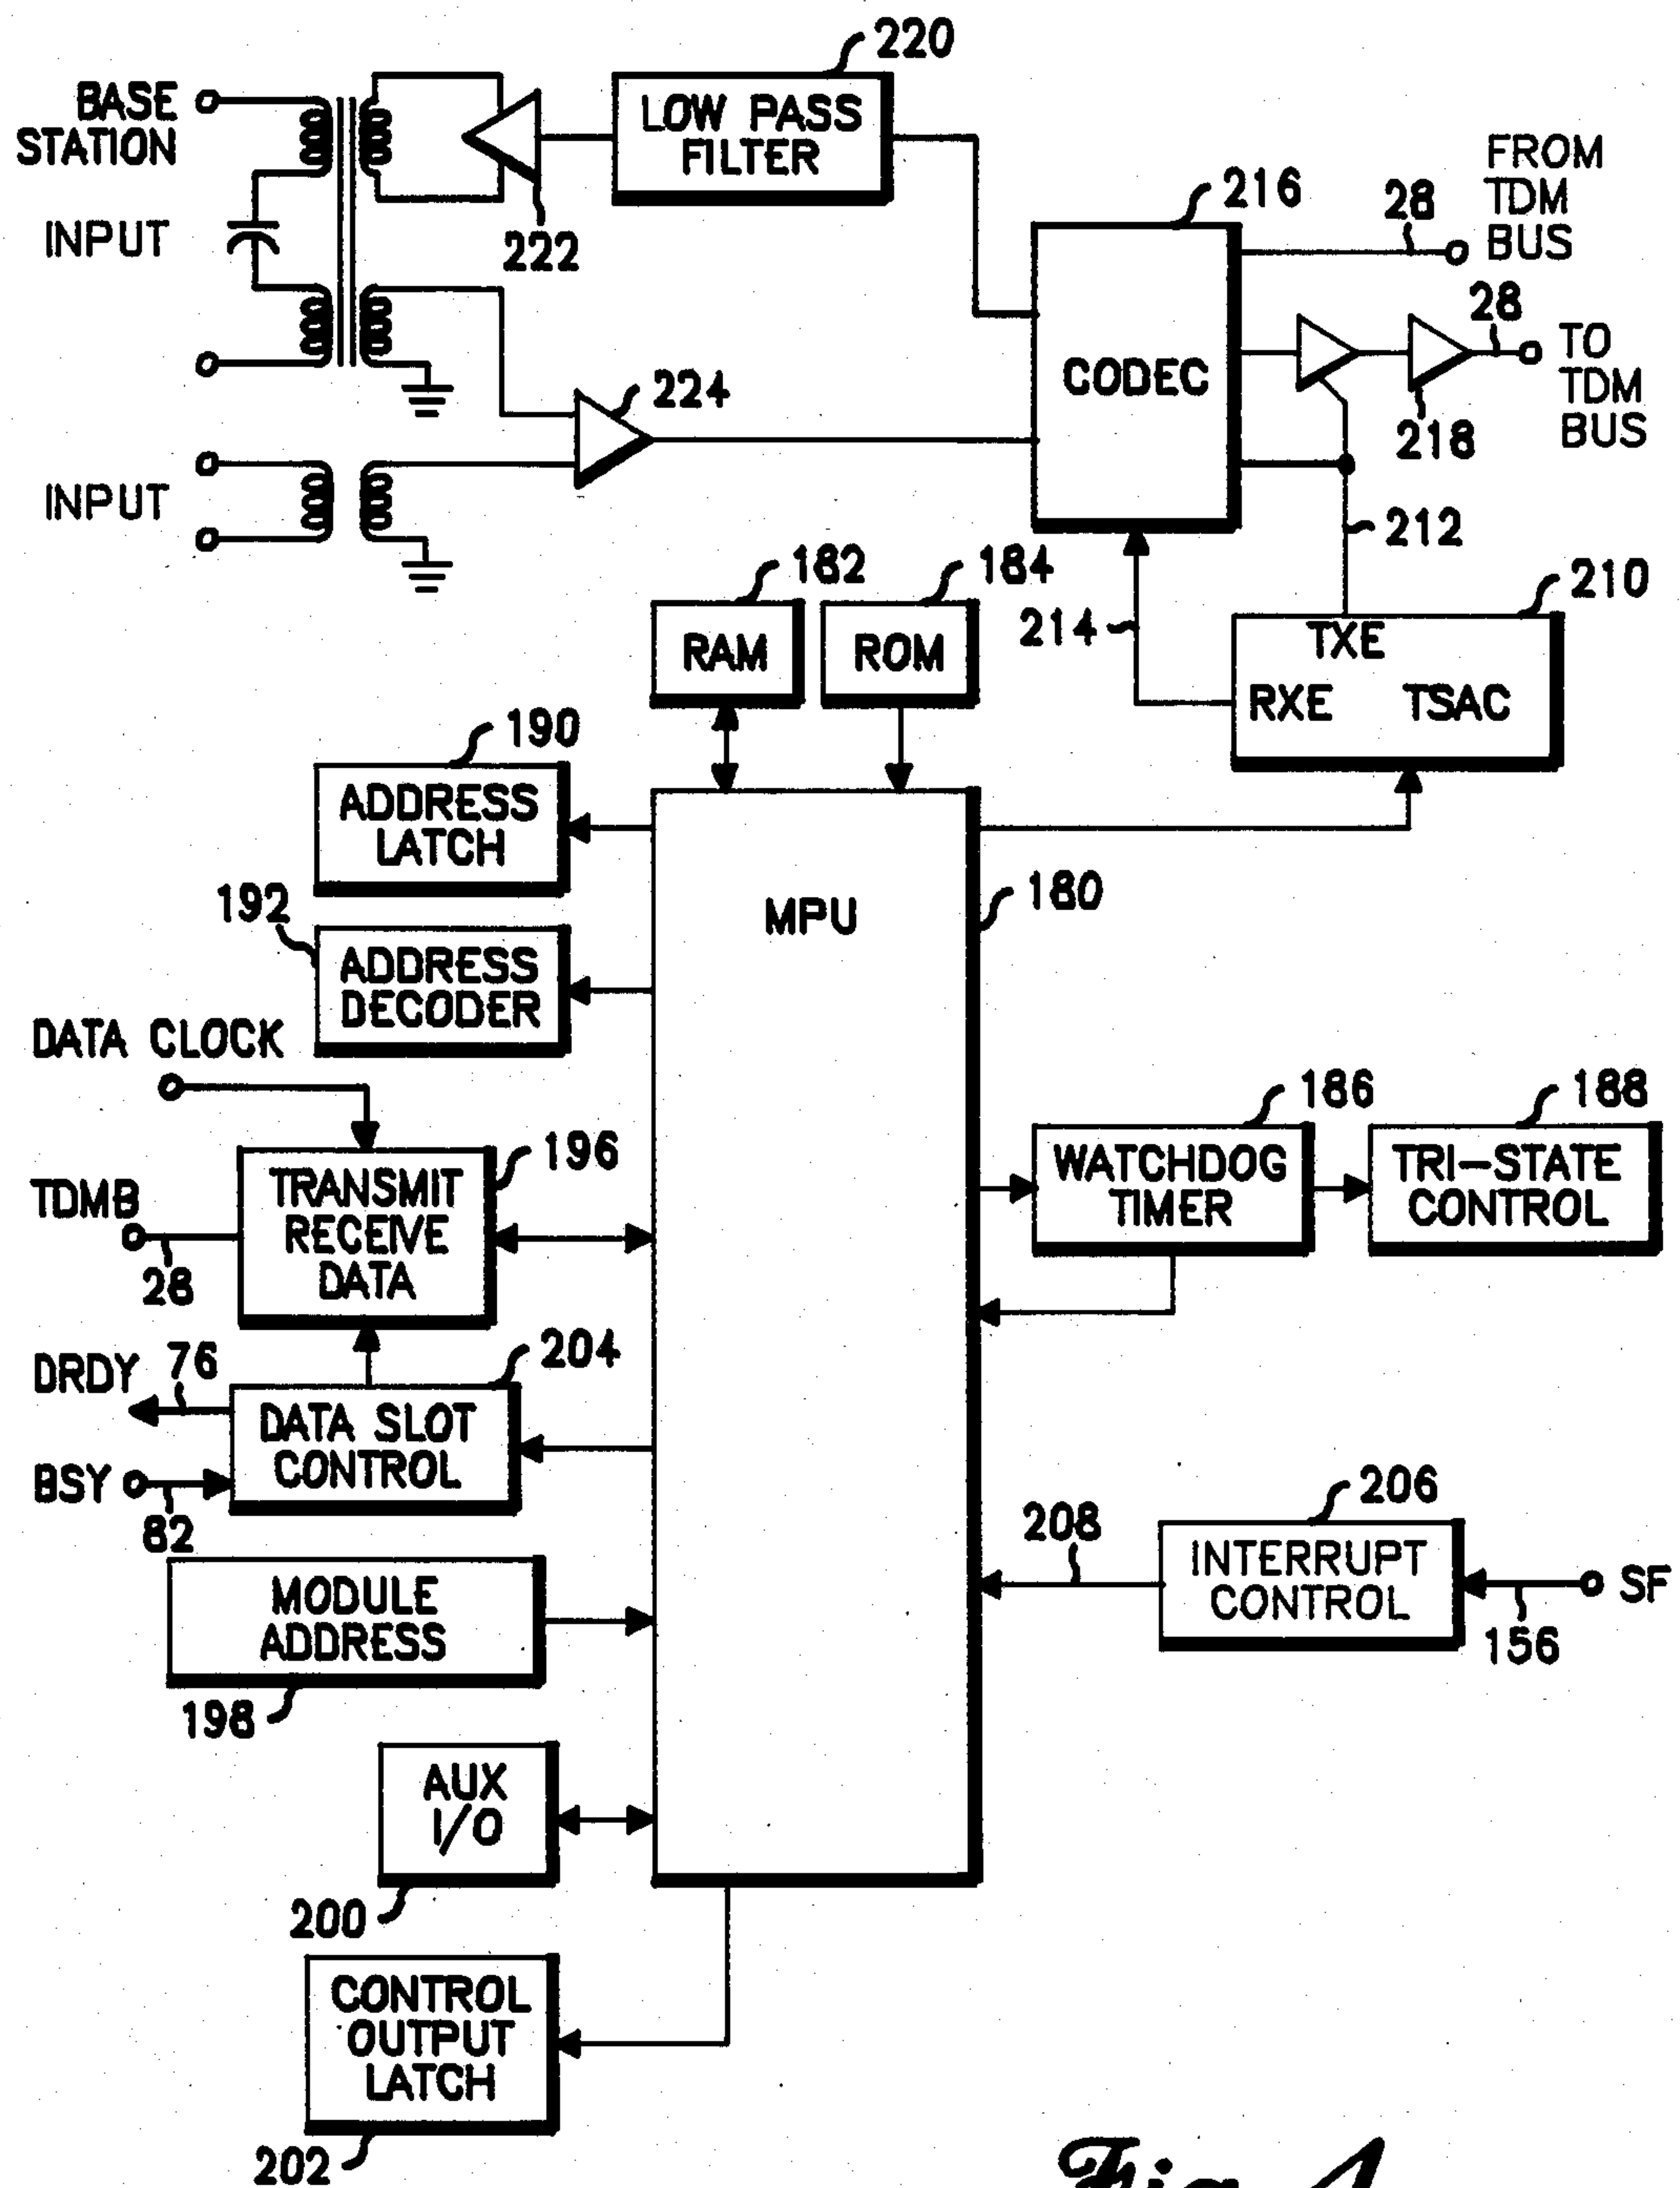 220
BASE
STATION
LOW PASS
FILTER
222
INPUT
216
28
FROM
TDM
BUS
28
TO
TDM
BUS
CODEC
224
218
INPUT
212
182
184
214
210
RAM
ROM
TXE
RXE TSAC
190
ADDRESS
LATCH
MPU
180
192
ADDRESS
DECODER
DATA CLOCK
186
188
196
TDMB
TRANSMIT
RECEIVE
DATA
WATCHDOG
TIMER
TRI-STATE
CONTROL
28
DRDY
76
204
DATA SLOT
CONTROL
BSY
82
206
208
INTERRUPT
CONTROL
SF
156
MODULE
ADDRESS
198
AUX
I/O
200
CONTROL
OUTPUT
LATCH
202